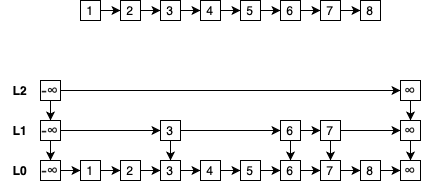 1 2 3 4 5 6 7 8
L2 -∞ ∞
L1 -∞ 3 6 7 ∞
L0 -∞ 1 2 3 4 5 6 7 8 ∞